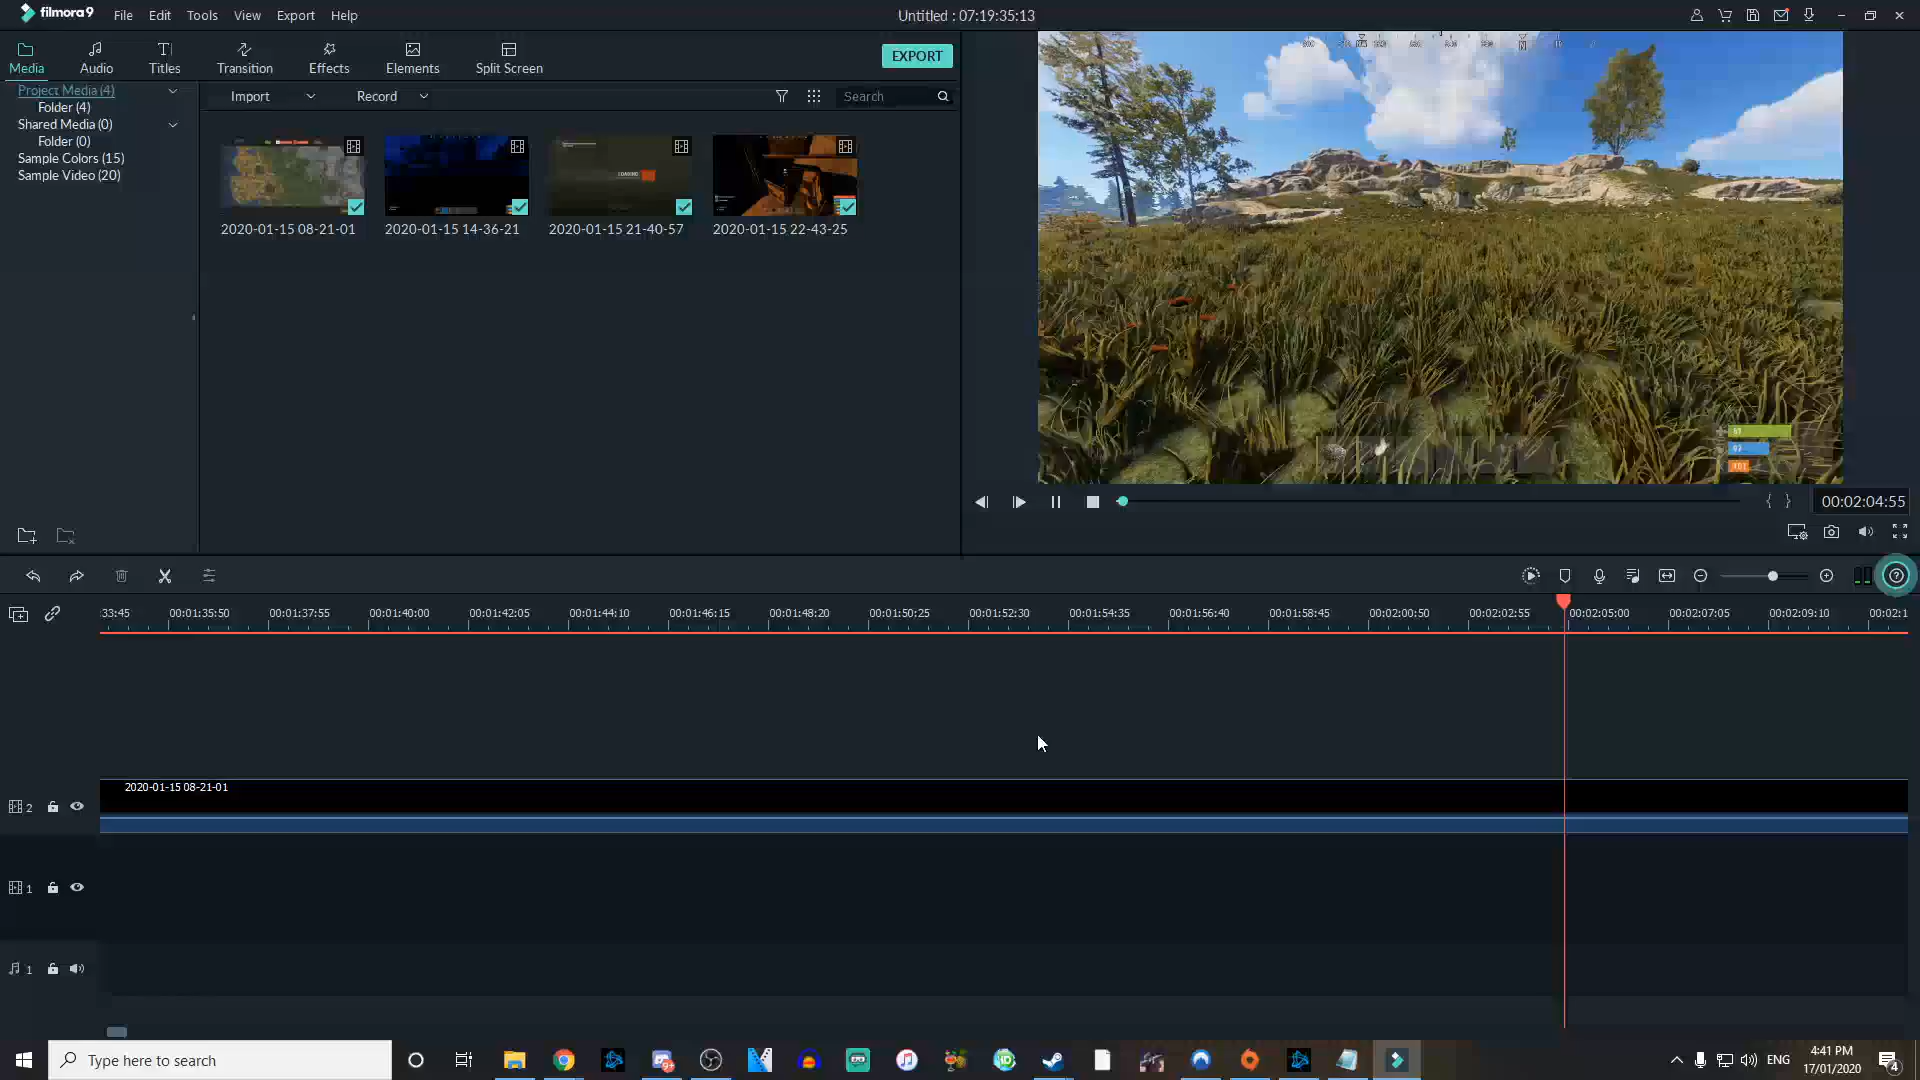 filmora9 File Edit Tools View Export Help
Untitled : 07:19:35:13
Media Audio Titles Transition Effects Elements Split Screen
EXPORT
Project Media (4)
Folder (4)
Shared Media (0)
Folder (0)
Sample Colors (15)
Sample Video (20)
Import Record Search
LOADING
2020-01-15 08-21-01 2020-01-15 14-36-21 2020-01-15 21-40-57 2020-01-15 22-43-25
{ } 00:02:04:55
:33:45 00:01:35:50 00:01:37:55 00:01:40:00 00:01:42:05 00:01:44:10 00:01:46:15 00:01:48:20 00:01:50:25 00:01:52:30 00:01:54:35 00:01:56:40 00:01:58:45 00:02:00:50 00:02:02:55 00:02:05:00 00:02:07:05 00:02:09:10 00:02:1
2020-01-15 08-21-01
2
1
1
Type here to search
9+
ENG
4:41 PM
17/01/2020
4